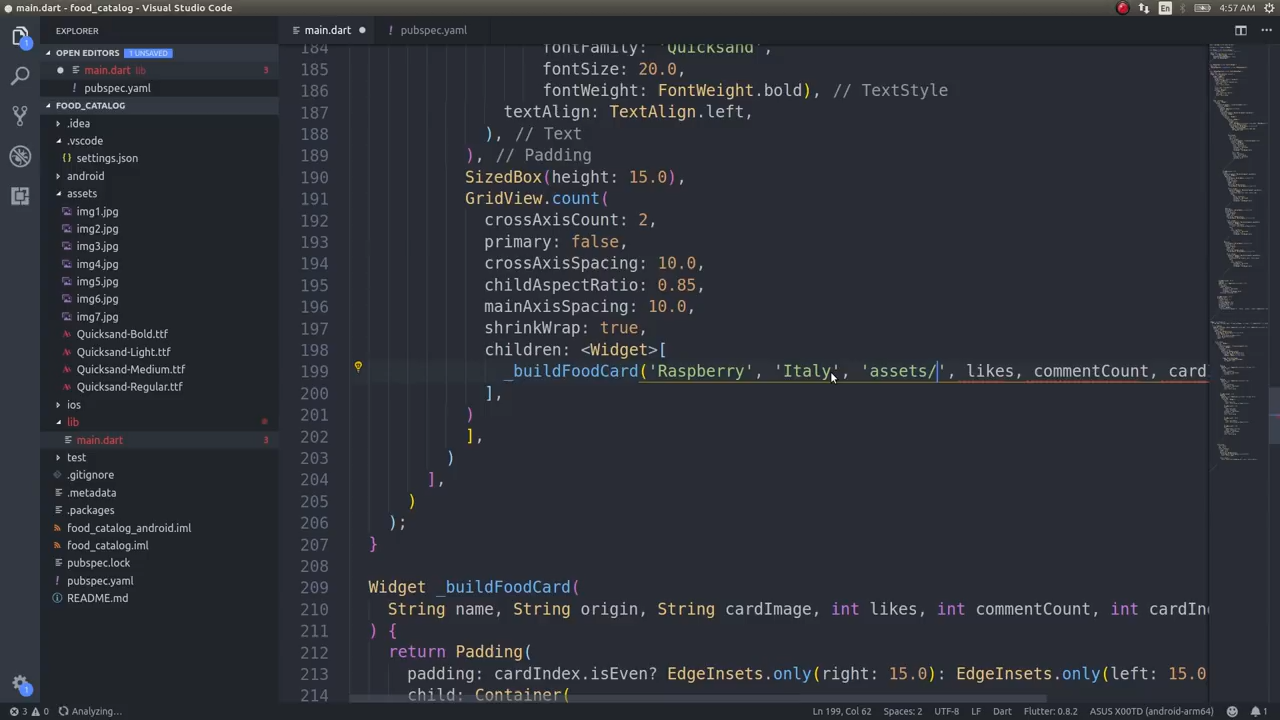 main.dart • food_catalog - Visual Studio Code
En
4:57 AM
EXPLORER
main.dart
pubspec.yaml
OPEN EDITORS 1 UNSAVED
main.dart lib 3
pubspec.yaml
FOOD_CATALOG
.idea
.vscode
{} settings.json
android
assets
img1.jpg
img2.jpg
img3.jpg
img4.jpg
img5.jpg
img6.jpg
img7.jpg
Quicksand-Bold.ttf
Quicksand-Light.ttf
Quicksand-Medium.ttf
Quicksand-Regular.ttf
ios
lib
main.dart 3
test
.gitignore
.metadata
.packages
food_catalog_android.iml
food_catalog.iml
pubspec.lock
pubspec.yaml
README.md
184 fontFamily: 'Quicksand',
185 fontSize: 20.0,
186 fontWeight: FontWeight.bold), // TextStyle
187 textAlign: TextAlign.left,
188 ), // Text
189 ), // Padding
190 SizedBox(height: 15.0),
191 GridView.count(
192 crossAxisCount: 2,
193 primary: false,
194 crossAxisSpacing: 10.0,
195 childAspectRatio: 0.85,
196 mainAxisSpacing: 10.0,
197 shrinkWrap: true,
198 children: <Widget>[
199 _buildFoodCard('Raspberry', 'Italy', 'assets/', likes, commentCount, card
200 ],
201 )
202 ],
203 )
204 ],
205 )
206 );
207 }
208
209 Widget _buildFoodCard(
210 String name, String origin, String cardImage, int likes, int commentCount, int cardIn
211 ) {
212 return Padding(
213 padding: cardIndex.isEven? EdgeInsets.only(right: 15.0): EdgeInsets.only(left: 15.0
214 child: Container(
3 0 Analyzing...
Ln 199, Col 62 Spaces: 2 UTF-8 LF Dart Flutter: 0.8.2 ASUS X00TD (android-arm64) 1